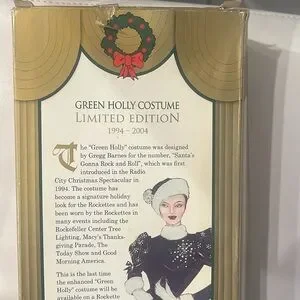 GREEN HOLLY COSTUME
LIMITED EDITION
1994 - 2004
The "Green Holly" costume was designed
by Gregg Barnes for the number, "Santa's
Gonna Rock and Roll", which was first
introduced in the Radio
City Christmas Spectacular in
1994. The costume has
become a signature holiday
look for the Rockettes and has
been worn by the Rockettes in
many events including the
Rockefeller Center Tree
Lighting, Macy's Thanks-
giving Parade, The
Today Show and Good
Morning America.
This is the last time
the enhanced "Green
Holly" costume will be
available on a Rockette